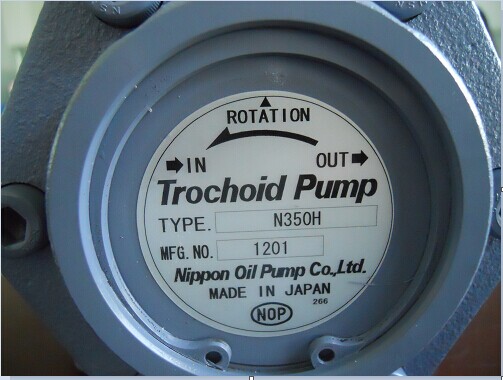 ROTATION
IN OUT
Trochoid Pump
TYPE. N350H
MFG. NO. 1201
Nippon Oil Pump Co.,Ltd.
MADE IN JAPAN
266
NOP